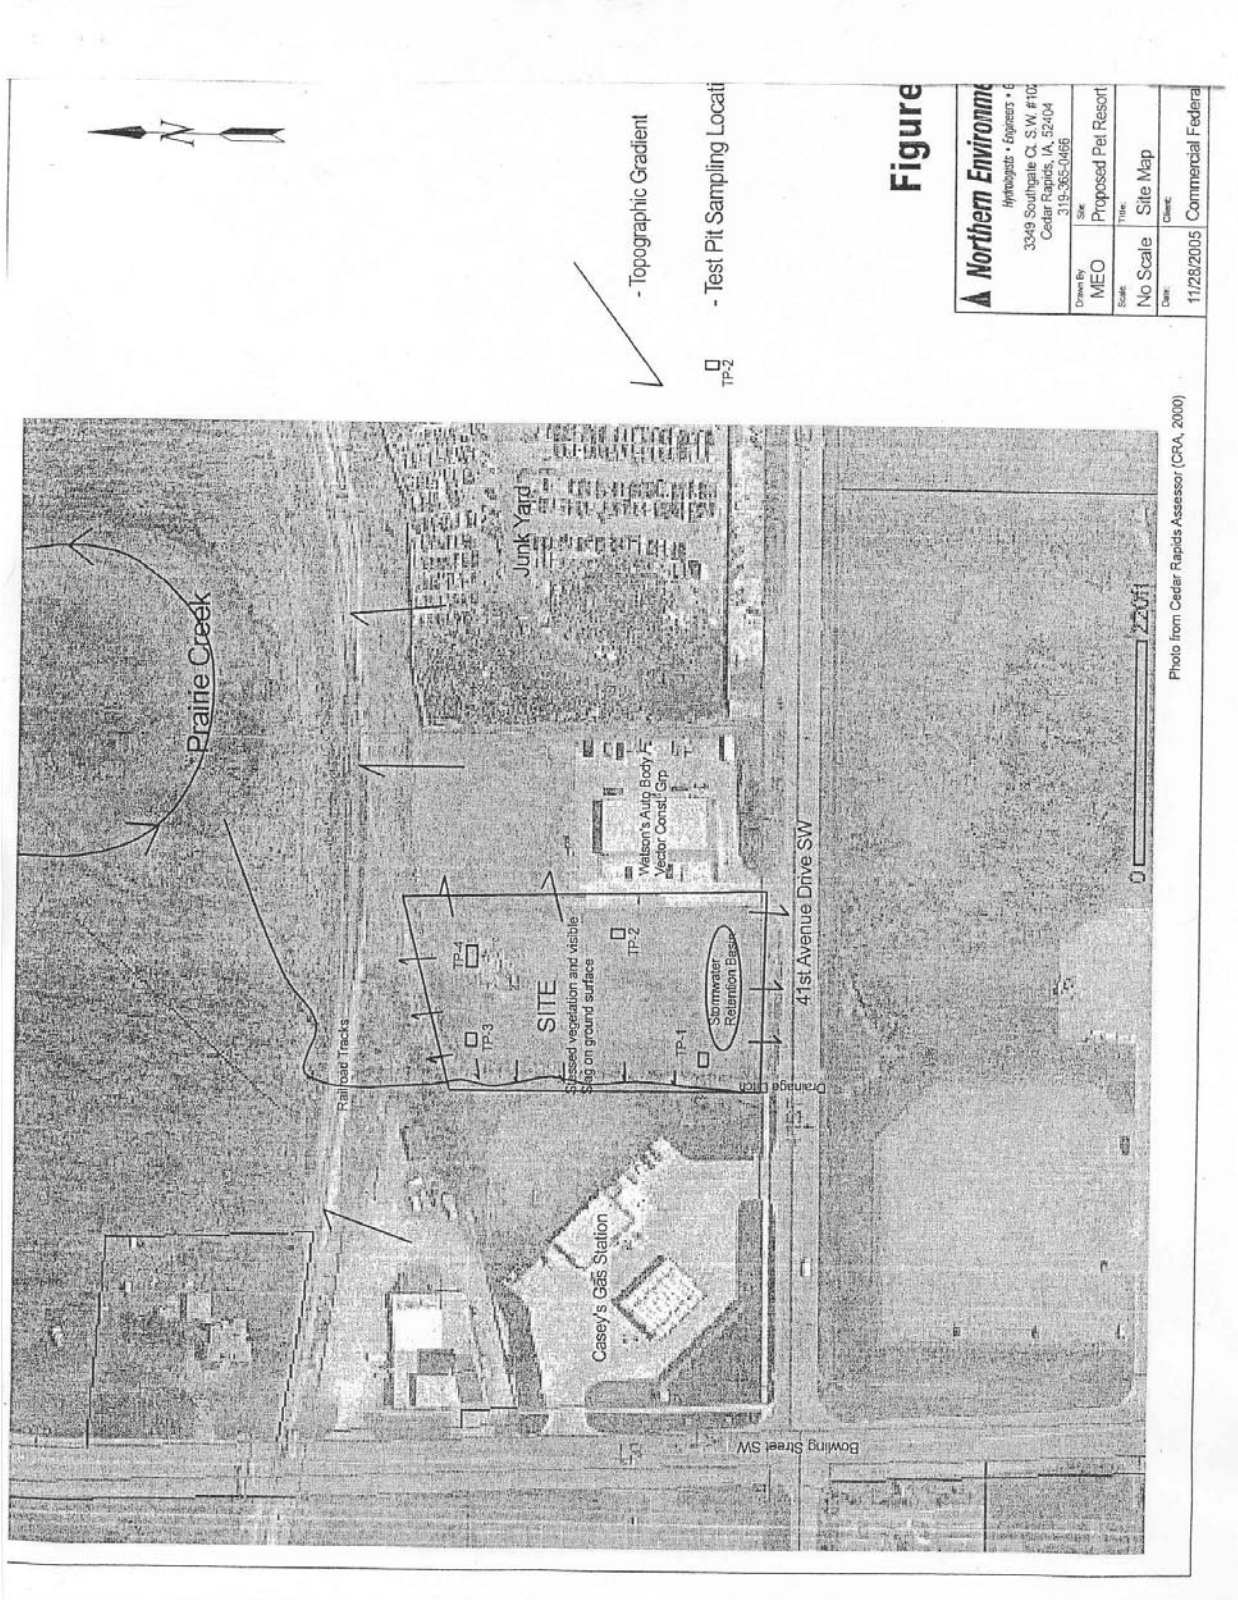 N
Prairie Creek
Railroad Tracks
Junk Yard
TP-3
TP-4
SITE
Stressed vegetation and visible
Slag on ground surface
TP-1
TP-2
Stormwater
Retention Basin
Drainage Ditch
Watson's Auto Body /
Vector Const. Grp
Casey's Gas Station
41st Avenue Drive SW
Bowling Street SW
0 220ft
Photo from Cedar Rapids Assessor (CRA, 2000)
- Topographic Gradient
TP-2
- Test Pit Sampling Locati
Figure
Northern Environme
Hydrologists • Engineers •
3349 Southgate Ct. S.W. #102
Cedar Rapids, IA, 52404
319-365-0466
Drawn By: MEO
Site: Proposed Pet Resort
Scale: No Scale
Title: Site Map
Date: 11/28/2005
Client: Commercial Federa